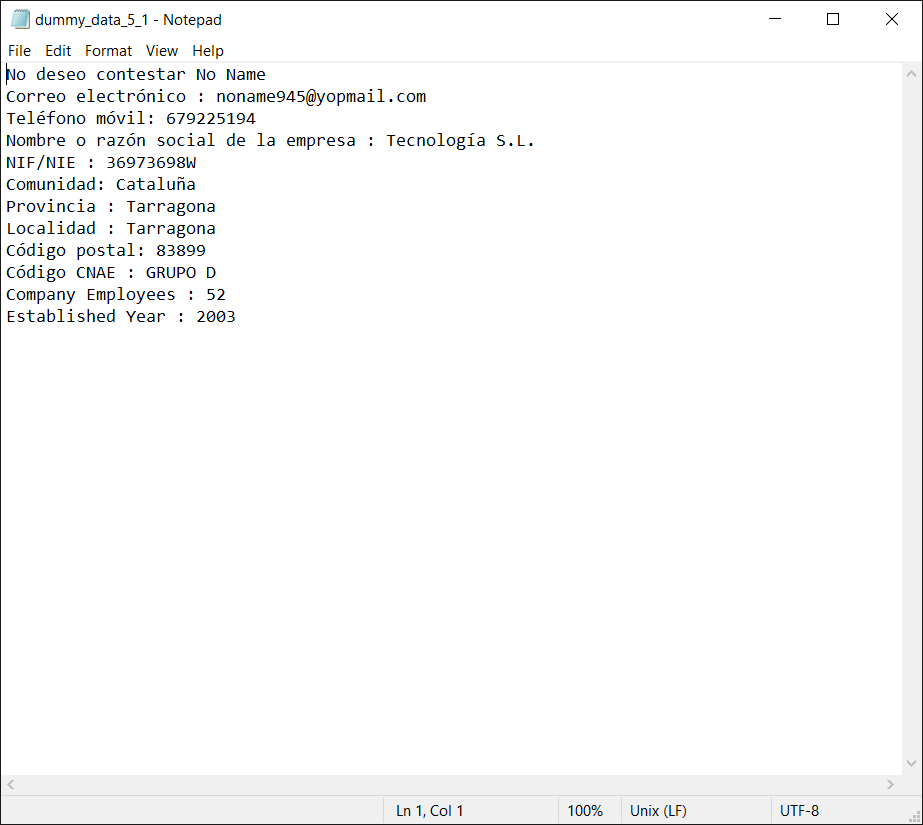 dummy_data_5_1 - Notepad
File Edit Format View Help
No deseo contestar No Name
Correo electrónico : noname945@yopmail.com
Teléfono móvil: 679225194
Nombre o razón social de la empresa : Tecnología S.L.
NIF/NIE : 36973698W
Comunidad: Cataluña
Provincia : Tarragona
Localidad : Tarragona
Código postal: 83899
Código CNAE : GRUPO D
Company Employees : 52
Established Year : 2003
Ln 1, Col 1 100% Unix (LF) UTF-8